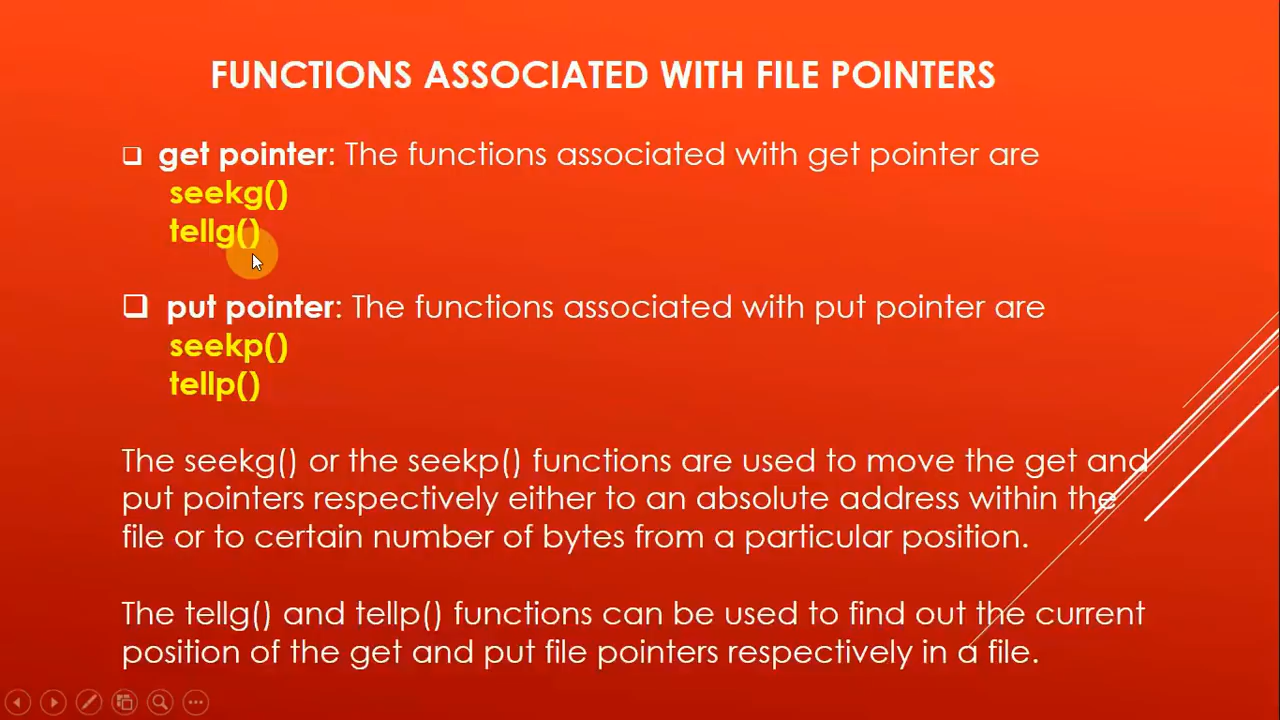 FUNCTIONS ASSOCIATED WITH FILE POINTERS
get pointer: The functions associated with get pointer are
seekg()
tellg()
put pointer: The functions associated with put pointer are
seekp()
tellp()
The seekg() or the seekp() functions are used to move the get and
put pointers respectively either to an absolute address within the
file or to certain number of bytes from a particular position.
The tellg() and tellp() functions can be used to find out the current
position of the get and put file pointers respectively in a file.